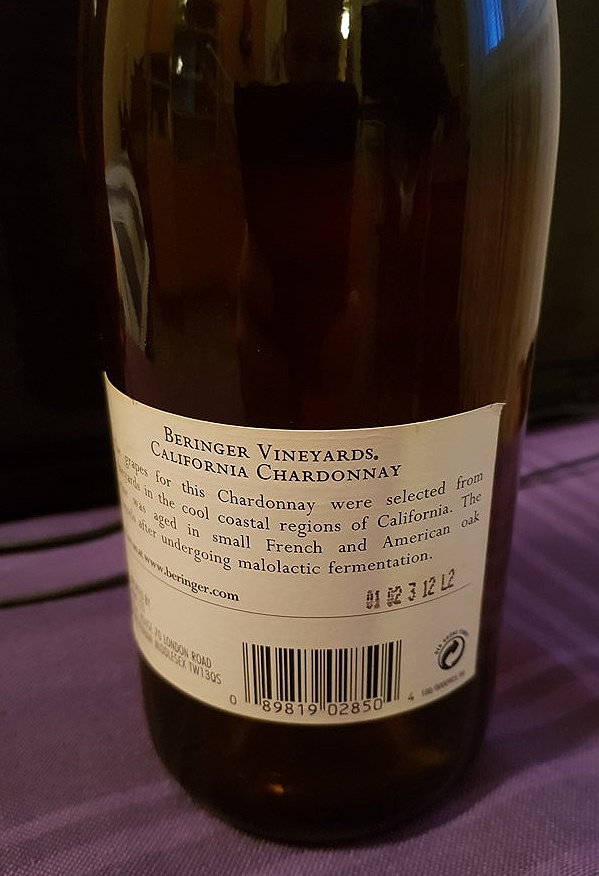 BERINGER VINEYARDS.
CALIFORNIA CHARDONNAY
grapes for this Chardonnay were selected from
in the cool coastal regions of California. The
was aged in small French and American oak
after undergoing malolactic fermentation.
www.beringer.com
01 02 3 12 L2
BY
70 LONDON ROAD
MIDDLESEX TW13QS
0 89819 02850 4